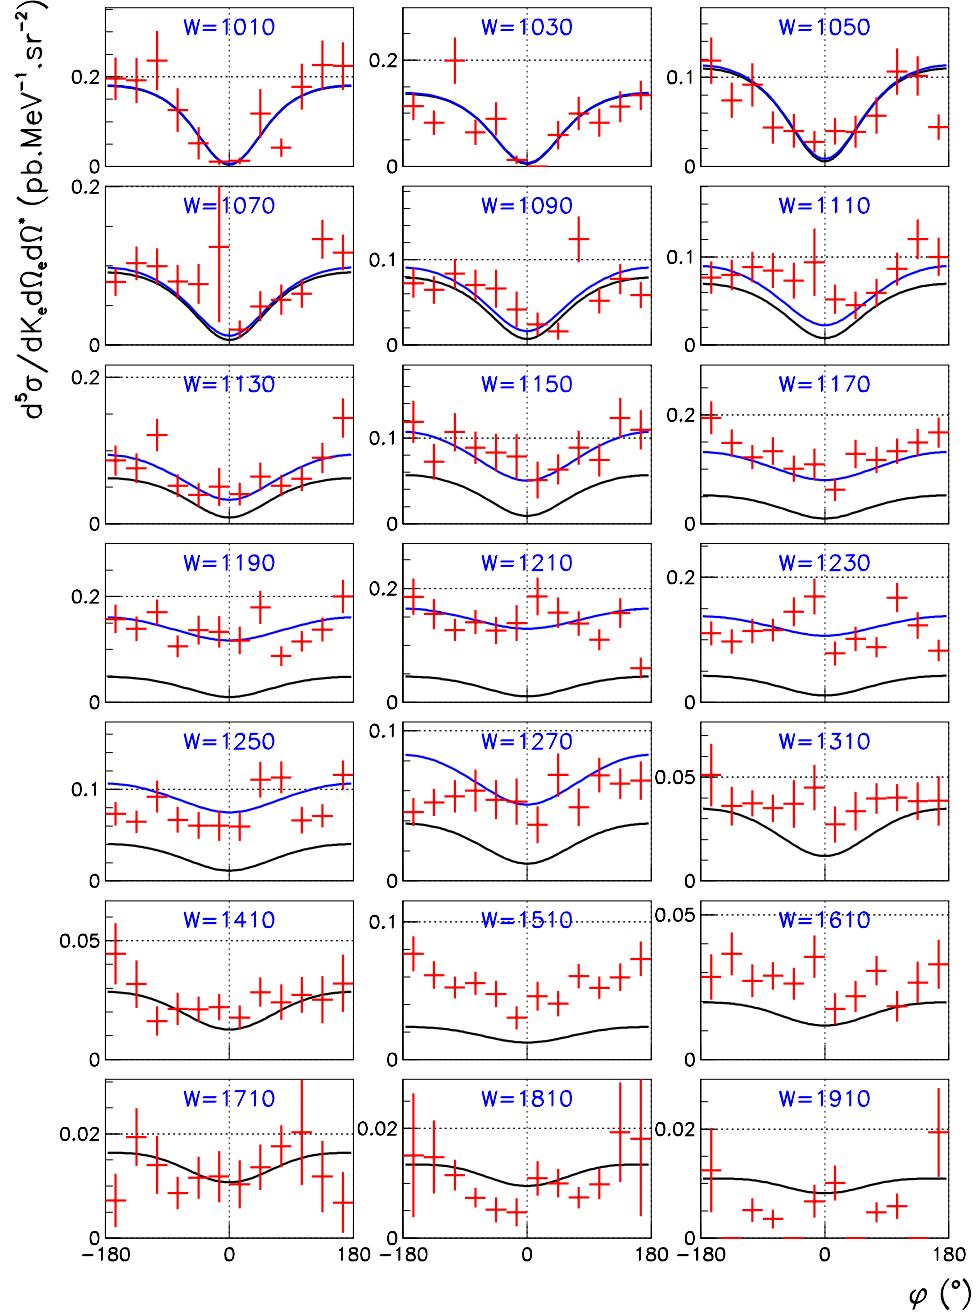 d⁵σ/dKₑdΩₑdΩ* (pb.MeV⁻¹.sr⁻²)
W=1010 W=1030 W=1050
0.2 0.2 0.1
0 0 0
W=1070 W=1090 W=1110
0.2 0.1 0.1
0 0 0
W=1130 W=1150 W=1170
0.2 0.1 0.2
0 0 0
W=1190 W=1210 W=1230
0.2 0.2 0.2
0 0 0
W=1250 W=1270 W=1310
0.1 0.1 0.05
0 0 0
W=1410 W=1510 W=1610
0.05 0.1 0.05
0 0 0
W=1710 W=1810 W=1910
0.02 0.02 0.02
0 0 0
−180 0 180 0 180 −180 0 180
φ (°)